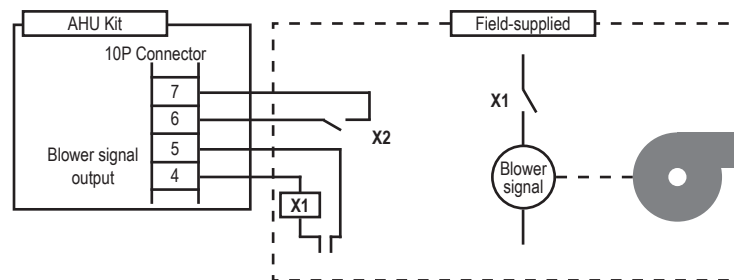 AHU Kit
Field-supplied
10P Connector
7
6
5
4
Blower signal
output
X2
X1
X1
Blower
signal